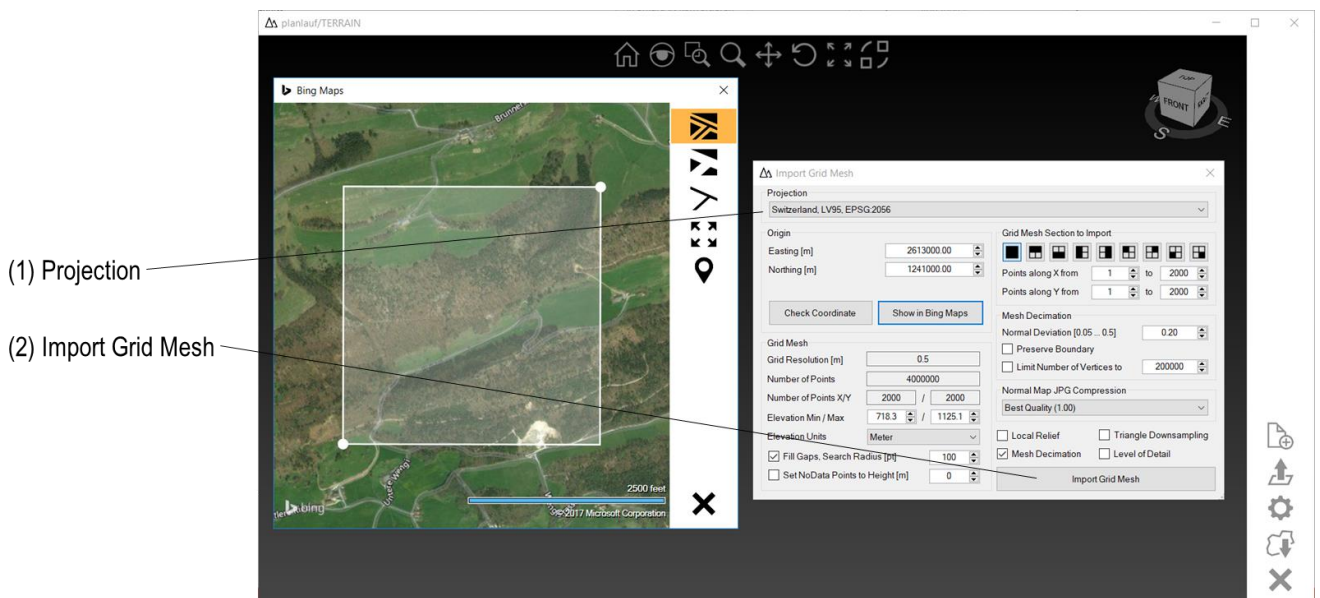 planlauf/TERRAIN
Bing Maps
Brunner
TOP
FRONT
W
S
E
Import Grid Mesh
Projection
Switzerland, LV95, EPSG:2056
Origin
Easting [m] 2613000.00
Northing [m] 1241000.00
Check Coordinate Show in Bing Maps
Grid Mesh
Grid Resolution [m] 0.5
Number of Points 4000000
Number of Points X/Y 2000 / 2000
Elevation Min / Max 718.3 / 1125.1
Elevation Units Meter
Fill Gaps, Search Radius [pt] 100
Set NoData Points to Height [m] 0
Grid Mesh Section to Import
Points along X from 1 to 2000
Points along Y from 1 to 2000
Mesh Decimation
Normal Deviation [0.05 ... 0.5] 0.20
Preserve Boundary
Limit Number of Vertices to 200000
Normal Map JPG Compression
Best Quality (1.00)
Local Relief Triangle Downsampling
Mesh Decimation Level of Detail
Import Grid Mesh
(1) Projection
(2) Import Grid Mesh
2500 feet
bing
© 2017 Microsoft Corporation